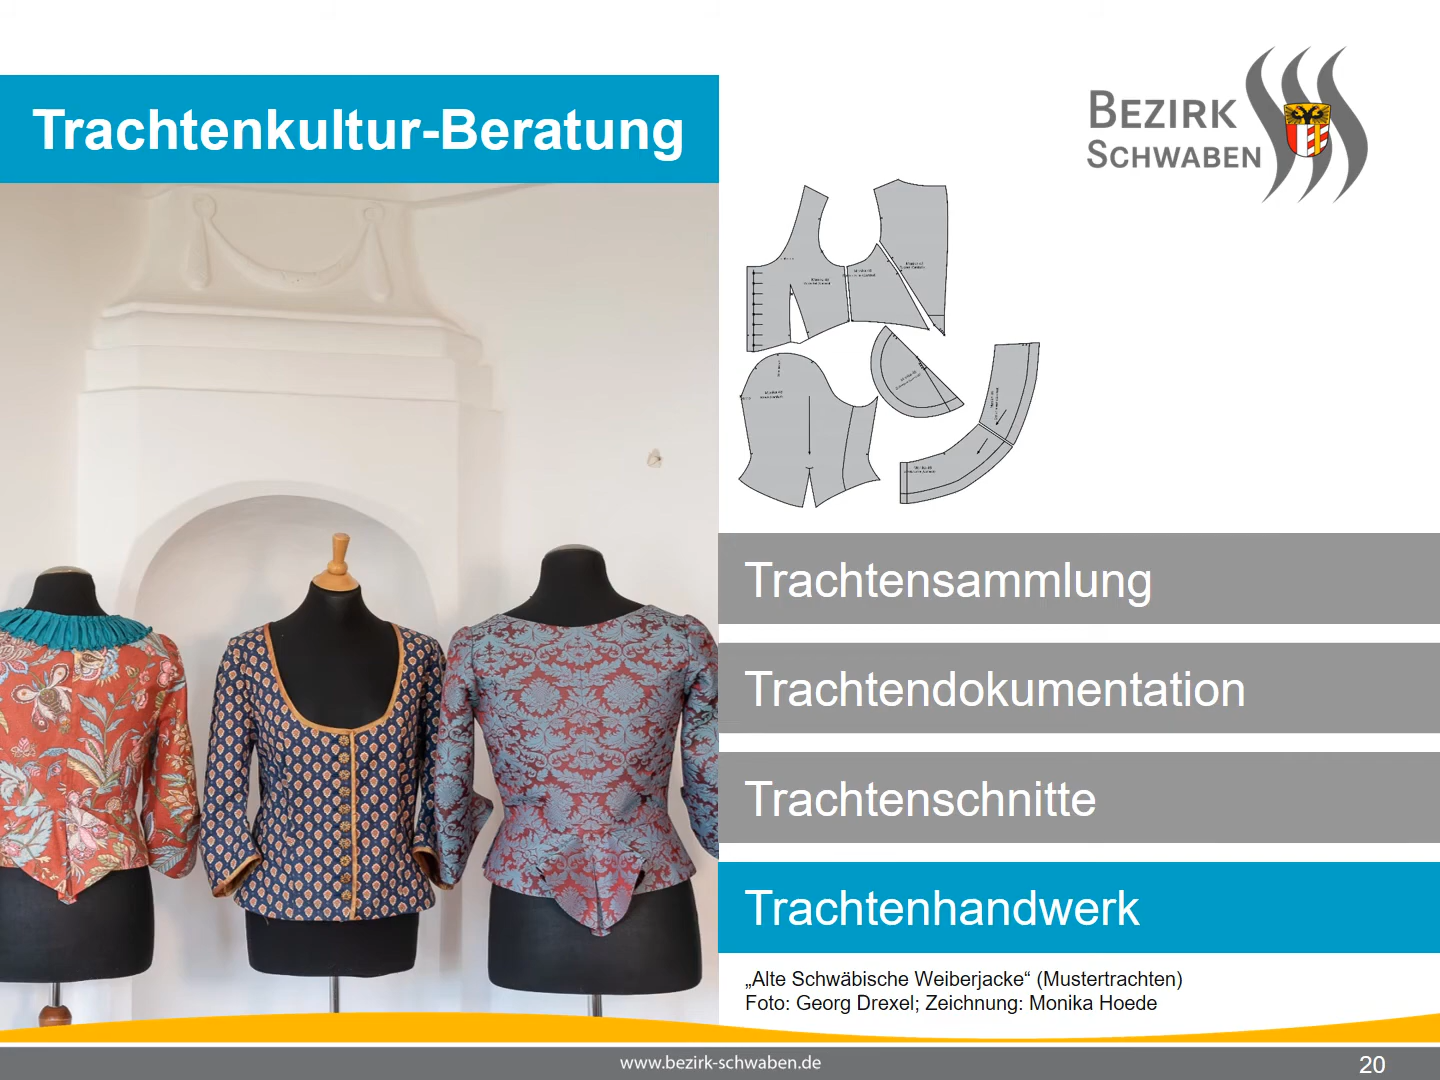 Trachtenkultur-Beratung
BEZIRK
SCHWABEN
Trachtensammlung
Trachtendokumentation
Trachtenschnitte
Trachtenhandwerk
„Alte Schwäbische Weiberjacke“ (Mustertrachten)
Foto: Georg Drexel; Zeichnung: Monika Hoede
www.bezirk-schwaben.de
20